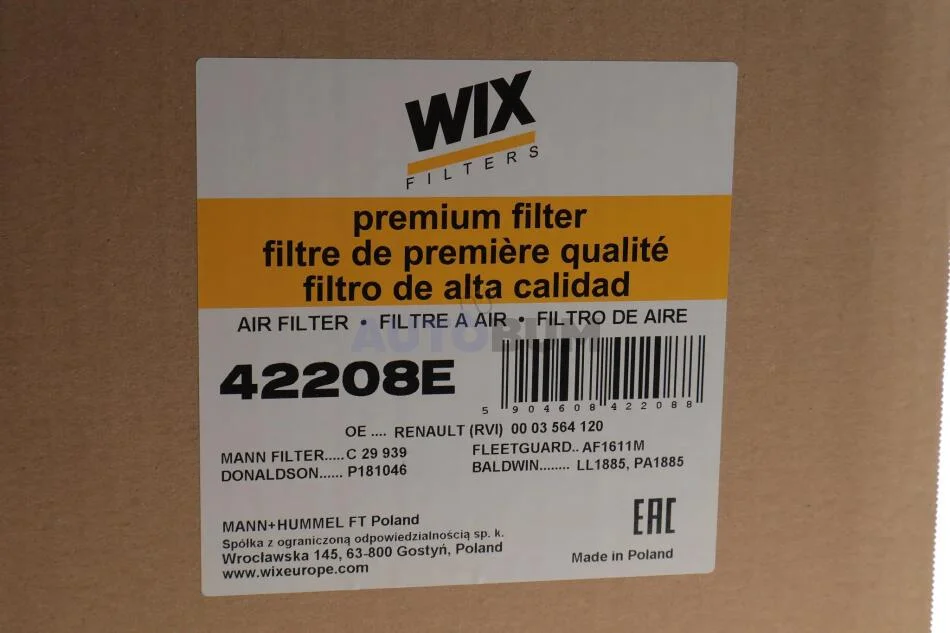 WIX
FILTERS
premium filter
filtre de première qualité
filtro de alta calidad
AIR FILTER • FILTRE A AIR • FILTRO DE AIRE
AUTOBUM
42208E
5 904608 422088
OE .... RENAULT (RVI) 00 03 564 120
MANN FILTER.....C 29 939
FLEETGUARD.. AF1611M
DONALDSON...... P181046
BALDWIN........ LL1885, PA1885
MANN+HUMMEL FT Poland
Spółka z ograniczoną odpowiedzialnością sp. k.
Wrocławska 145, 63-800 Gostyń, Poland
www.wixeurope.com
EAC
Made in Poland